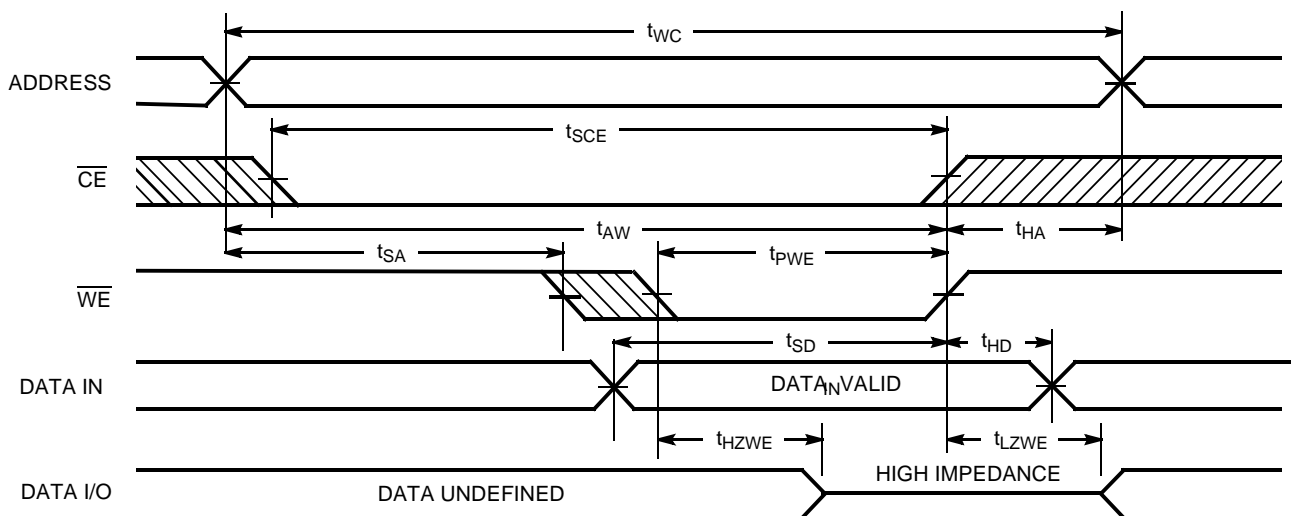 tWC
ADDRESS
tSCE
CE
tAW
tHA
tSA
tPWE
WE
tSD
tHD
DATA IN
DATAIN VALID
tHZWE
tLZWE
HIGH IMPEDANCE
DATA I/O
DATA UNDEFINED